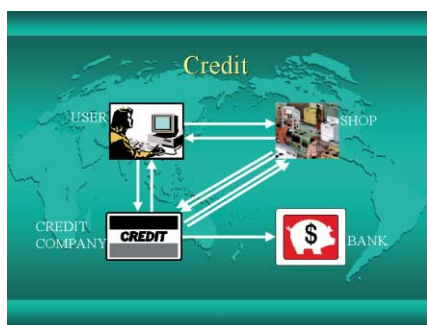 Credit
USER
SHOP
CREDIT
COMPANY
CREDIT
$
BANK